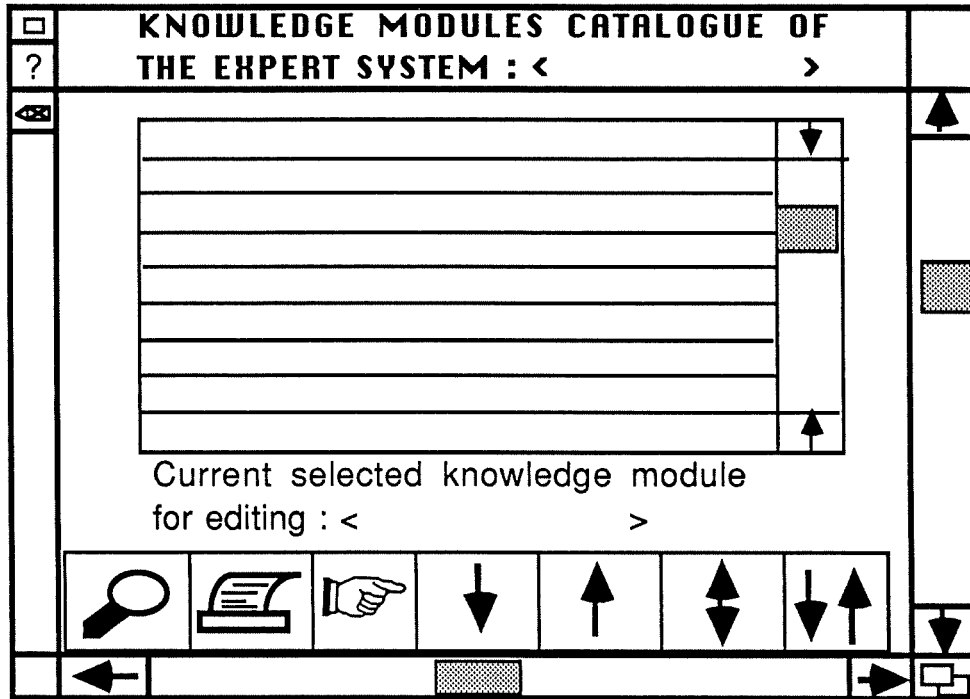 KNOWLEDGE MODULES CATALOGUE OF
? THE EXPERT SYSTEM : < >
Current selected knowledge module
for editing : < >